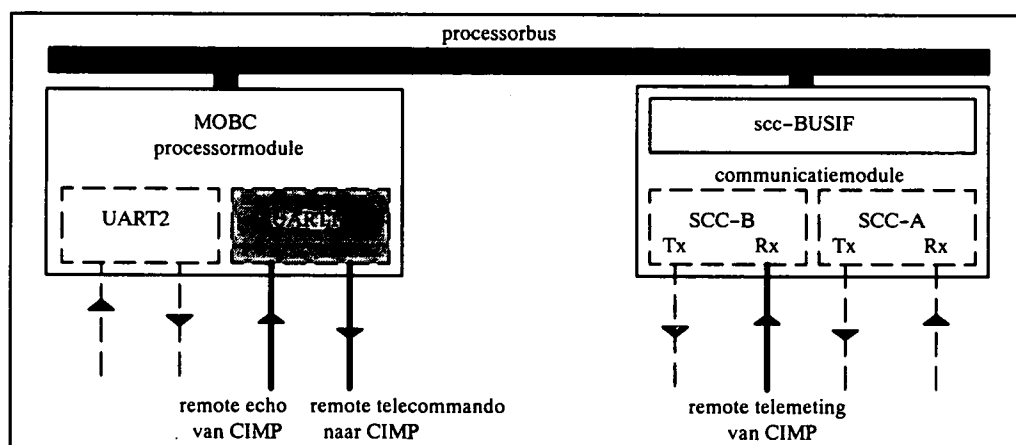 processorbus
MOBC
processormodule
UART2
UART1
scc-BUSIF
communicatiemodule
SCC-B
Tx Rx
SCC-A
Tx Rx
remote echo
van CIMP
remote telecommando
naar CIMP
remote telemeting
van CIMP